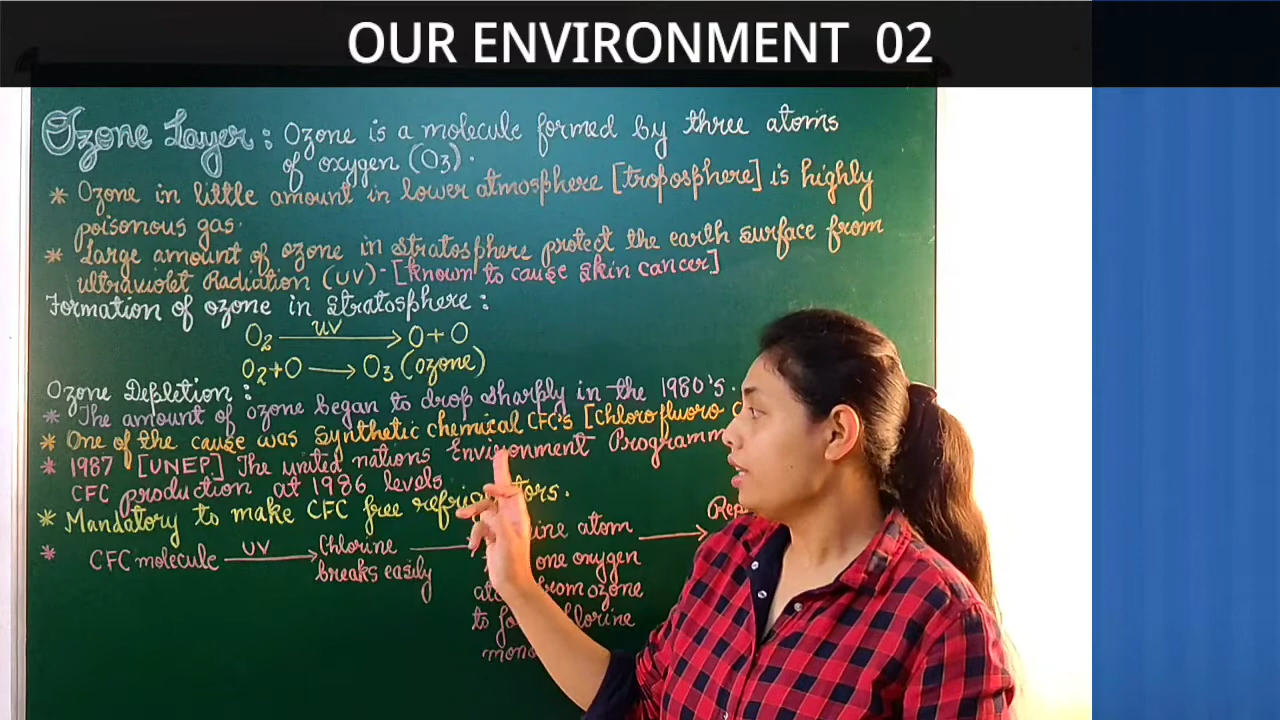 OUR ENVIRONMENT 02
Ozone Layer: Ozone is a molecule formed by three atoms
of oxygen (O3).
* Ozone in little amount in lower atmosphere [troposphere] is highly
poisonous gas.
* Large amount of ozone in stratosphere protect the earth surface from
ultraviolet Radiation (UV)- [known to cause skin cancer]
Formation of ozone in stratosphere:
O2 UV → O + O
O2 + O → O3 (ozone)
Ozone Depletion:
* The amount of ozone began to drop sharply in the 1980's.
* One of the cause was synthetic chemical CFC's [Chlorofluoro
* 1987 [UNEP] The united nations Environment
CFC production at 1986 levels
* Mandatory to make CFC free
* CFC molecule UV → Chlorine atom →
breaks easily one oxygen
from ozone
to